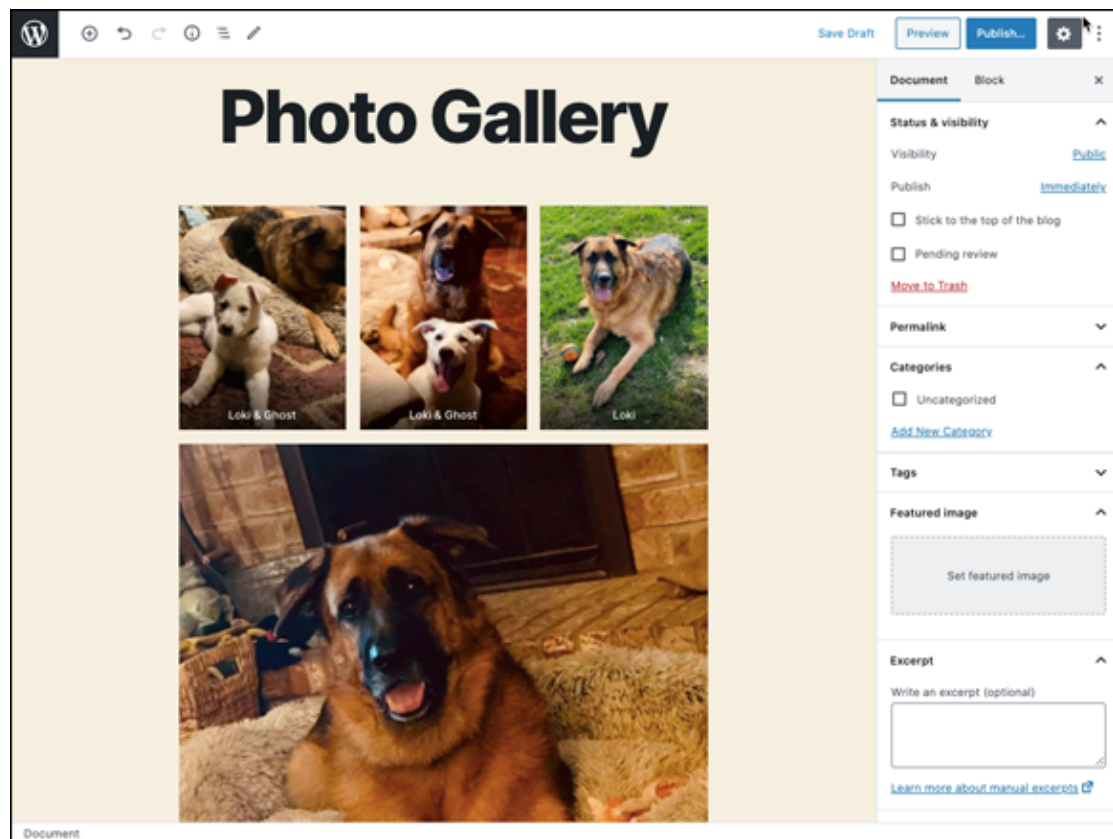 Save Draft
Preview
Publish...
Photo Gallery
Loki & Ghost
Loki & Ghost
Loki
Document
Block
Status & visibility
Visibility
Public
Publish
Immediately
Stick to the top of the blog
Pending review
Move to Trash
Permalink
Categories
Uncategorized
Add New Category
Tags
Featured image
Set featured image
Excerpt
Write an excerpt (optional)
Learn more about manual excerpts
Document